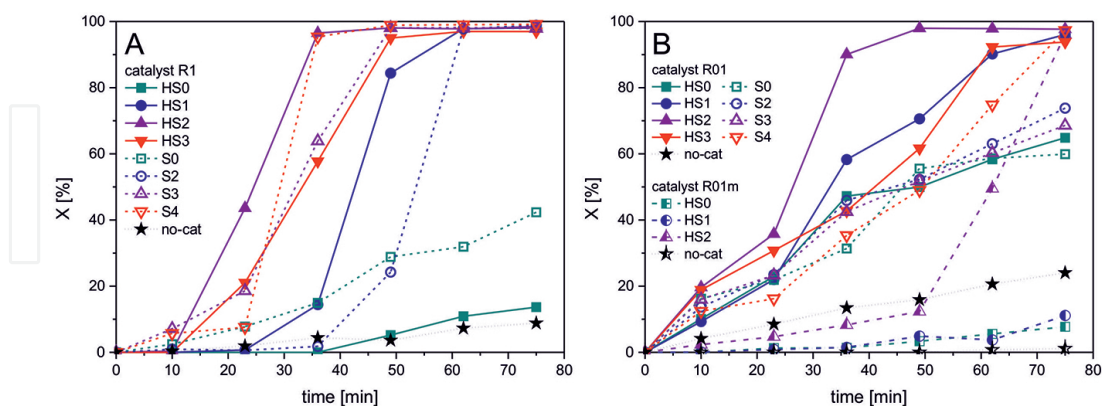 A
catalyst R1
HS0
HS1
HS2
HS3
S0
S2
S3
S4
no-cat
X [%]
100
80
60
40
20
0
0 10 20 30 40 50 60 70 80
time [min]
B
catalyst R01
HS0 S0
HS1 S2
HS2 S3
HS3 S4
no-cat
catalyst R01m
HS0
HS1
HS2
no-cat
X [%]
100
80
60
40
20
0
0 10 20 30 40 50 60 70 80
time [min]